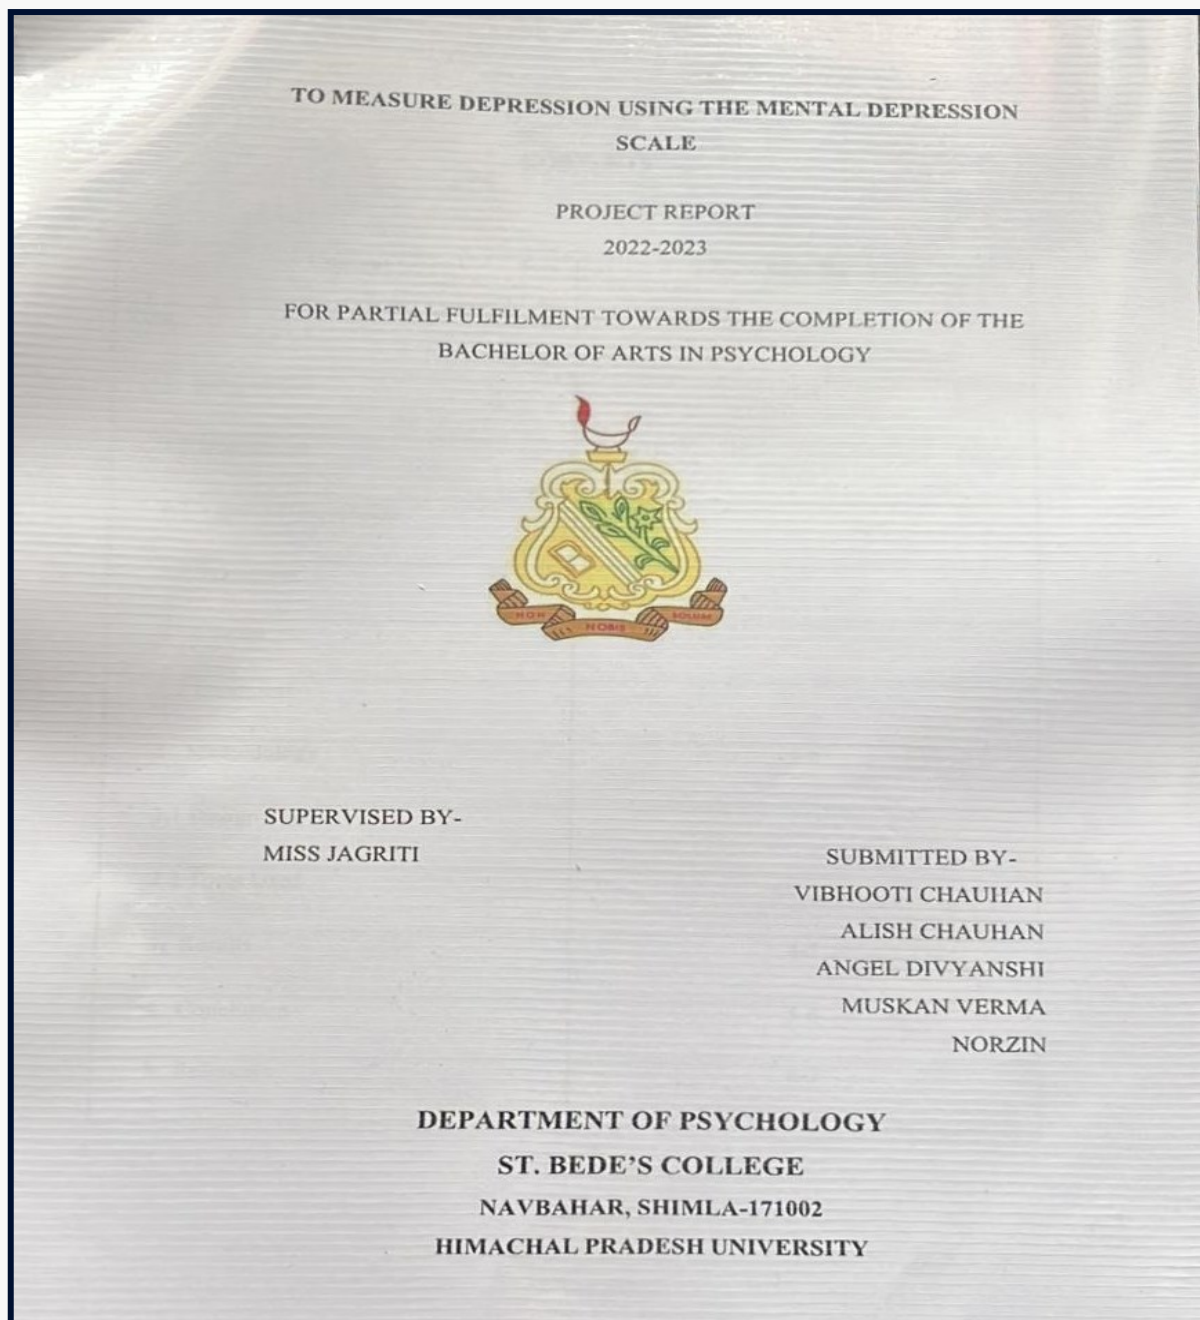 TO MEASURE DEPRESSION USING THE MENTAL DEPRESSION
SCALE
PROJECT REPORT
2022-2023
FOR PARTIAL FULFILMENT TOWARDS THE COMPLETION OF THE
BACHELOR OF ARTS IN PSYCHOLOGY
NON NOBIS SOLUM
SUPERVISED BY-
MISS JAGRITI
SUBMITTED BY-
VIBHOOTI CHAUHAN
ALISH CHAUHAN
ANGEL DIVYANSHI
MUSKAN VERMA
NORZIN
DEPARTMENT OF PSYCHOLOGY
ST. BEDE'S COLLEGE
NAVBAHAR, SHIMLA-171002
HIMACHAL PRADESH UNIVERSITY